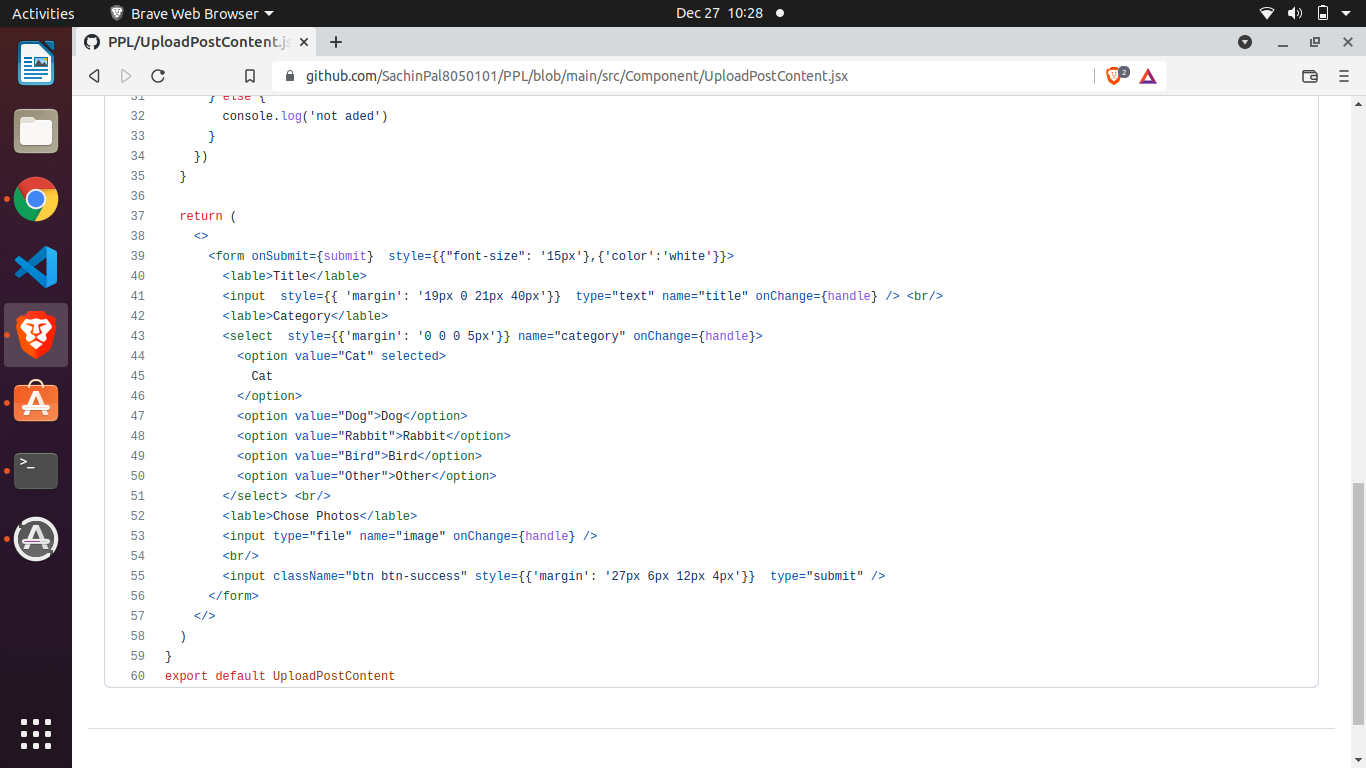 Activities Brave Web Browser Dec 27 10:28
PPL/UploadPostContent.js
github.com/SachinPal8050101/PPL/blob/main/src/Component/UploadPostContent.jsx 2
31 } else {
32 console.log('not aded')
33 }
34 })
35 }
36
37 return (
38 <>
39 <form onSubmit={submit} style={{"font-size": '15px'},{'color':'white'}}>
40 <lable>Title</lable>
41 <input style={{ 'margin': '19px 0 21px 40px'}} type="text" name="title" onChange={handle} /> <br/>
42 <lable>Category</lable>
43 <select style={{'margin': '0 0 0 5px'}} name="category" onChange={handle}>
44 <option value="Cat" selected>
45 Cat
46 </option>
47 <option value="Dog">Dog</option>
48 <option value="Rabbit">Rabbit</option>
49 <option value="Bird">Bird</option>
50 <option value="Other">Other</option>
51 </select> <br/>
52 <lable>Chose Photos</lable>
53 <input type="file" name="image" onChange={handle} />
54 <br/>
55 <input className="btn btn-success" style={{'margin': '27px 6px 12px 4px'}} type="submit" />
56 </form>
57 </>
58 )
59 }
60 export default UploadPostContent